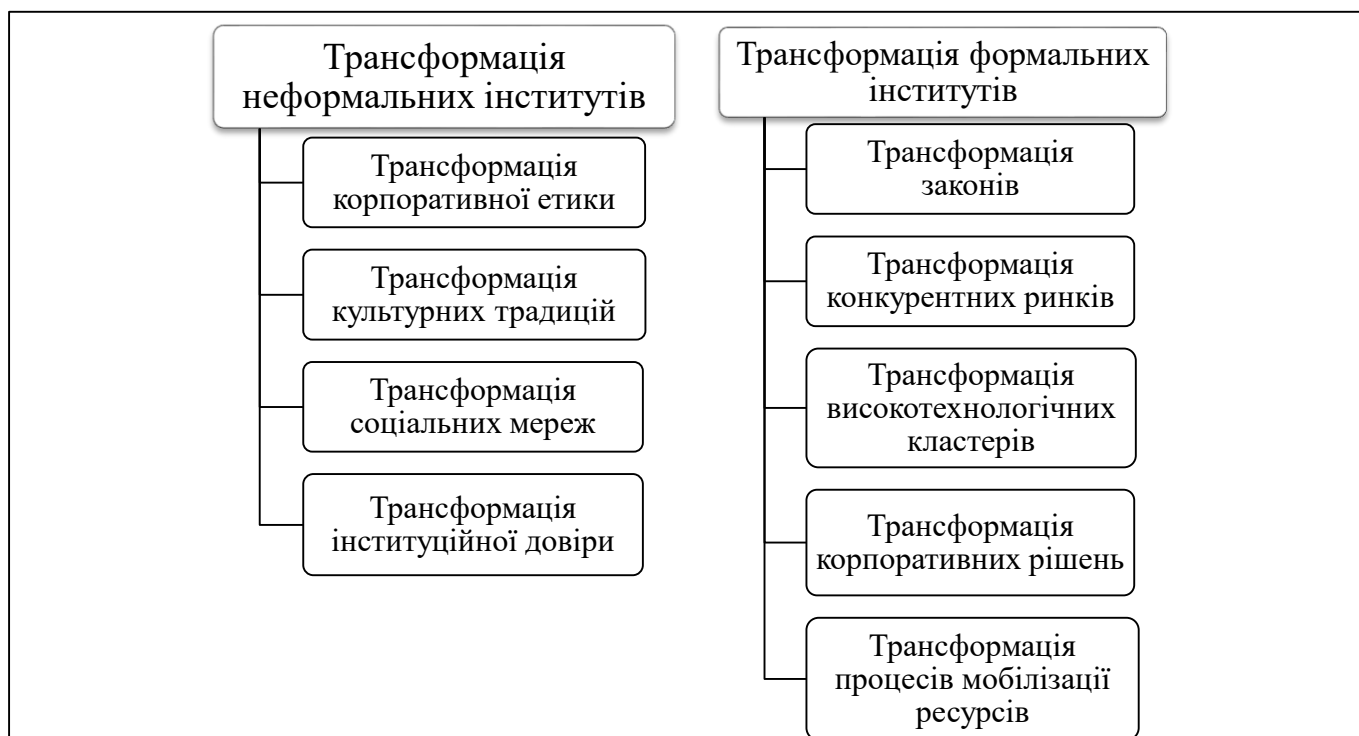 Трансформація
неформальних інститутів
Трансформація
корпоративної етики
Трансформація
культурних традицій
Трансформація
соціальних мереж
Трансформація
інституційної довіри
Трансформація формальних
інститутів
Трансформація
законів
Трансформація
конкурентних ринків
Трансформація
високотехнологічних
кластерів
Трансформація
корпоративних рішень
Трансформація
процесів мобілізації
ресурсів